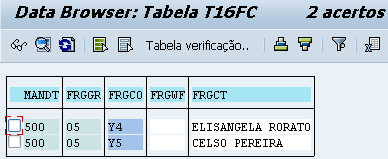 Data Browser: Tabela T16FC 2 acertos
Tabela verificação..
MANDT FRGGR FRGCO FRGWF FRGCT
500 05 Y4 ELISANGELA RORATO
500 05 Y5 CELSO PEREIRA